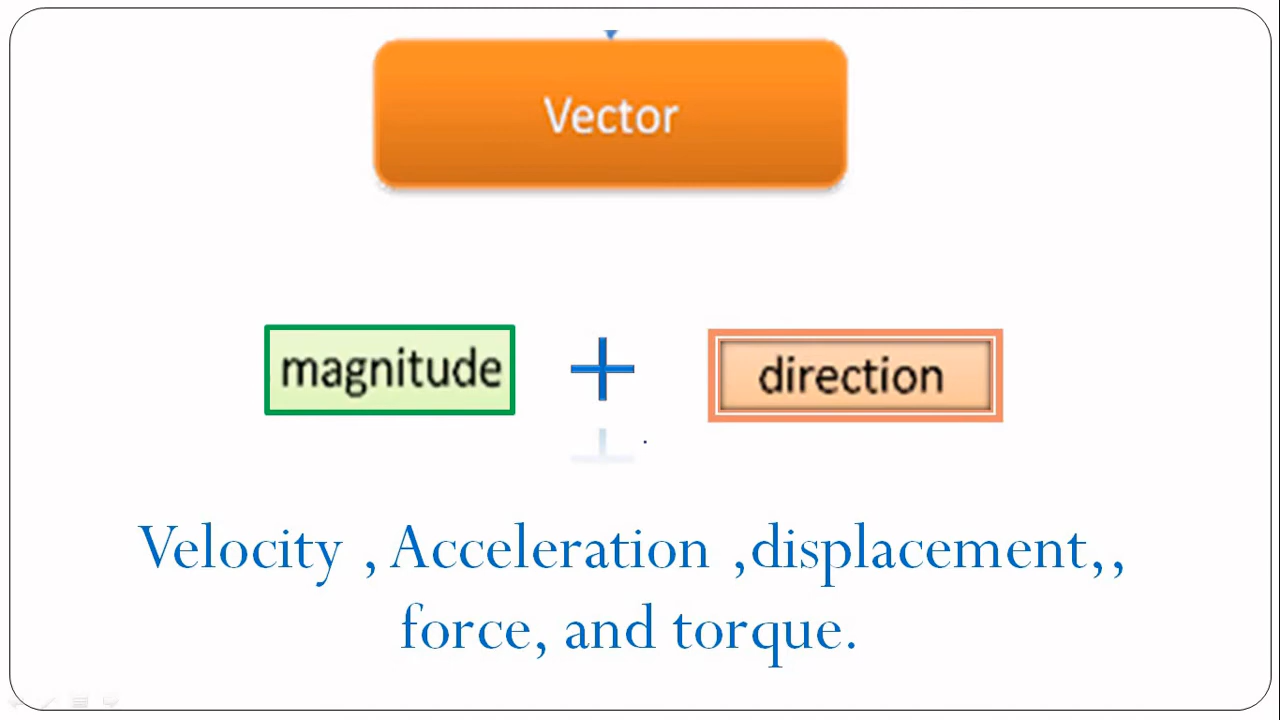 Vector
magnitude + direction
Velocity , Acceleration ,displacement,,
force, and torque.